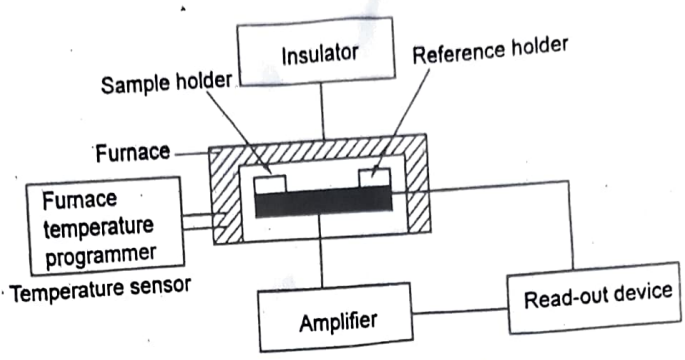 Insulator
Reference holder
Sample holder
Furnace
Furnace
temperature
programmer
Temperature sensor
Amplifier
Read-out device